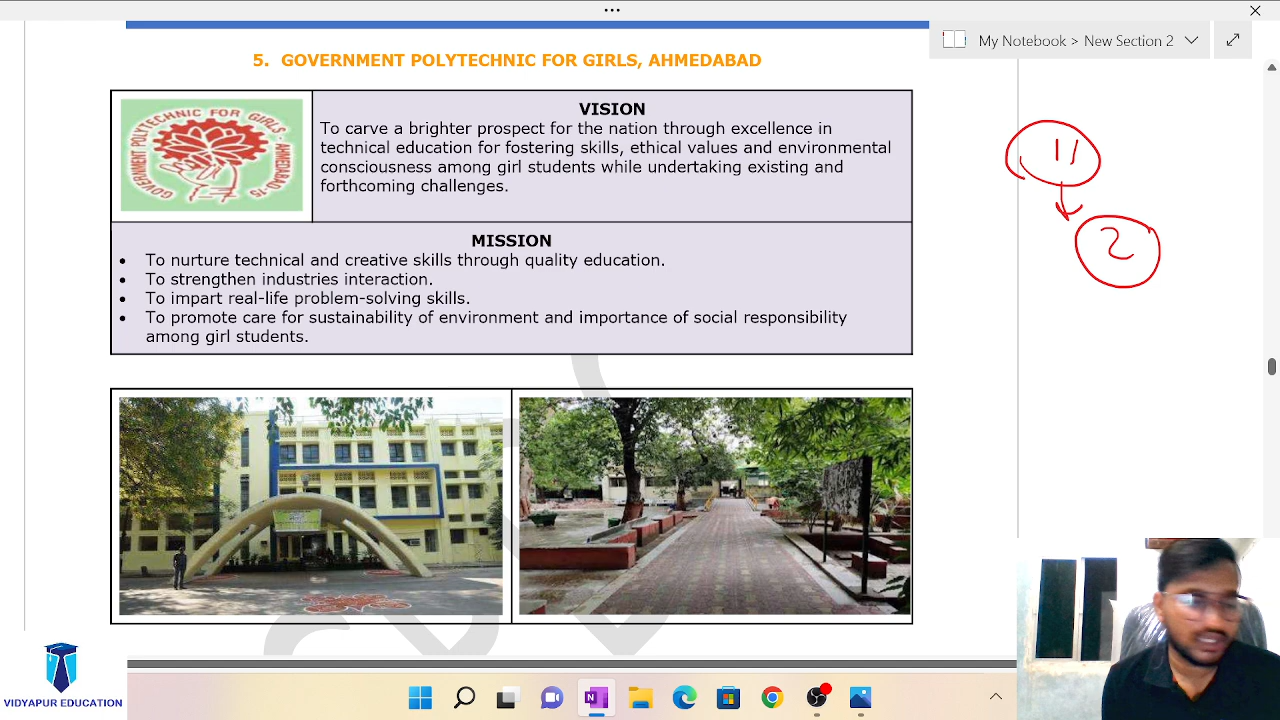 My Notebook > New Section 2
5. GOVERNMENT POLYTECHNIC FOR GIRLS, AHMEDABAD
GOVERNMENT POLYTECHNIC FOR GIRLS · AHMEDABAD-15
VISION
To carve a brighter prospect for the nation through excellence in
technical education for fostering skills, ethical values and environmental
consciousness among girl students while undertaking existing and
forthcoming challenges.
MISSION
• To nurture technical and creative skills through quality education.
• To strengthen industries interaction.
• To impart real-life problem-solving skills.
• To promote care for sustainability of environment and importance of social responsibility
among girl students.
11
2
VIDYAPUR EDUCATION